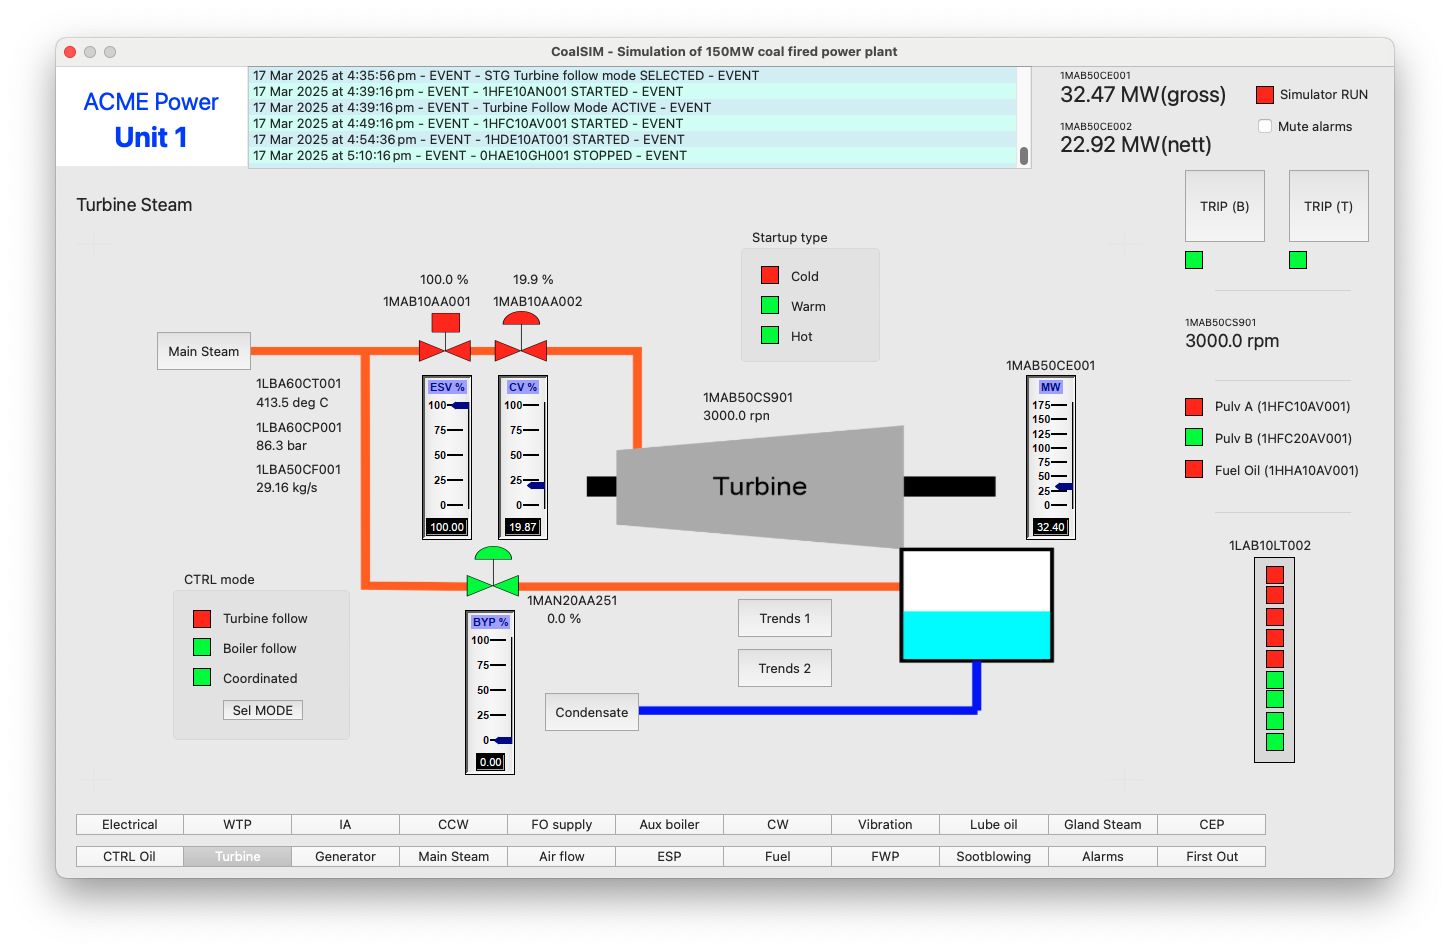 CoalSIM - Simulation of 150MW coal fired power plant
ACME Power
Unit 1
17 Mar 2025 at 4:35:56 pm - EVENT - STG Turbine follow mode SELECTED - EVENT
17 Mar 2025 at 4:39:16 pm - EVENT - 1HFE10AN001 STARTED - EVENT
17 Mar 2025 at 4:39:16 pm - EVENT - Turbine Follow Mode ACTIVE - EVENT
17 Mar 2025 at 4:49:16 pm - EVENT - 1HFC10AV001 STARTED - EVENT
17 Mar 2025 at 4:54:36 pm - EVENT - 1HDE10AT001 STARTED - EVENT
17 Mar 2025 at 5:10:16 pm - EVENT - 0HAE10GH001 STOPPED - EVENT
1MAB50CE001
32.47 MW(gross)
1MAB50CE002
22.92 MW(nett)
Simulator RUN
Mute alarms
TRIP (B)
TRIP (T)
Turbine Steam
Startup type
Cold
Warm
Hot
100.0 %
1MAB10AA001
19.9 %
1MAB10AA002
Main Steam
1LBA60CT001
413.5 deg C
1LBA60CP001
86.3 bar
1LBA50CF001
29.16 kg/s
ESV %
100
75
50
25
0
100.00
CV %
100
75
50
25
0
19.87
1MAB50CS901
3000.0 rpn
Turbine
1MAB50CE001
MW
175
150
125
100
75
50
25
0
32.40
1MAB50CS901
3000.0 rpm
Pulv A (1HFC10AV001)
Pulv B (1HFC20AV001)
Fuel Oil (1HHA10AV001)
1LAB10LT002
CTRL mode
Turbine follow
Boiler follow
Coordinated
Sel MODE
1MAN20AA251
0.0 %
BYP %
100
75
50
25
0
0.00
Trends 1
Trends 2
Condensate
Electrical WTP IA CCW FO supply Aux boiler CW Vibration Lube oil Gland Steam CEP
CTRL Oil Turbine Generator Main Steam Air flow ESP Fuel FWP Sootblowing Alarms First Out